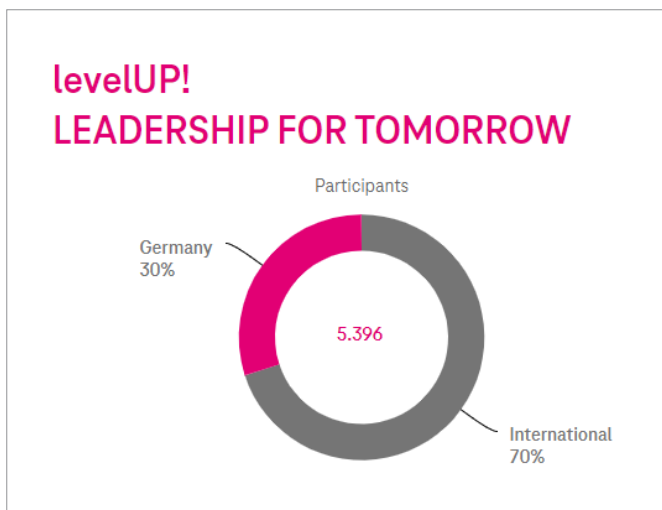 levelUP!
LEADERSHIP FOR TOMORROW
Participants
Germany
30%
5.396
International
70%